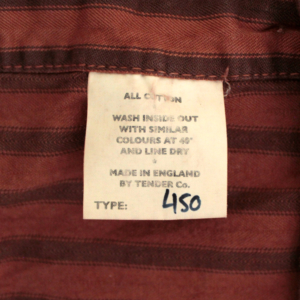 ALL COTTON
WASH INSIDE OUT
WITH SIMILAR
COLOURS AT 40°
AND LINE DRY
MADE IN ENGLAND
BY TENDER Co.
TYPE: 450